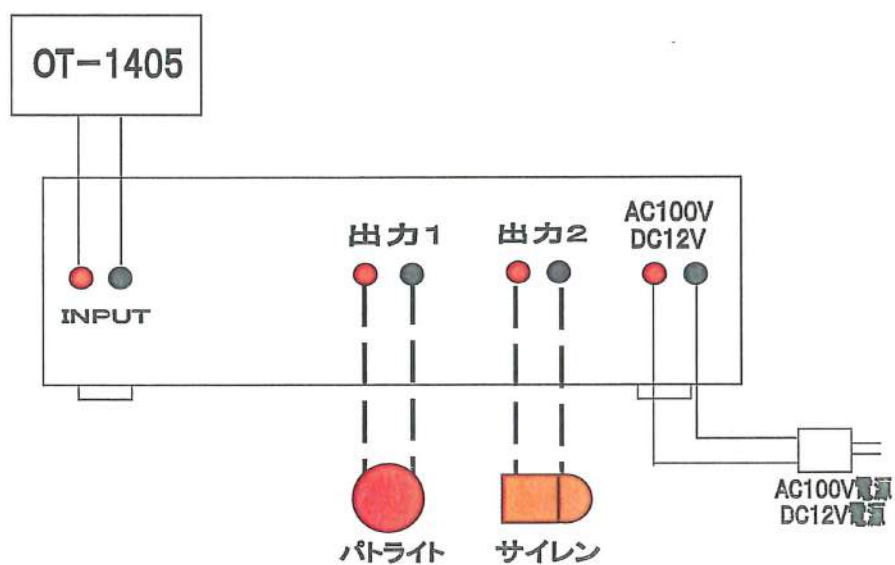 OT-1405
出力1
出力2
AC100V
DC12V
INPUT
AC100V電源
DC12V電源
パトライト
サイレン